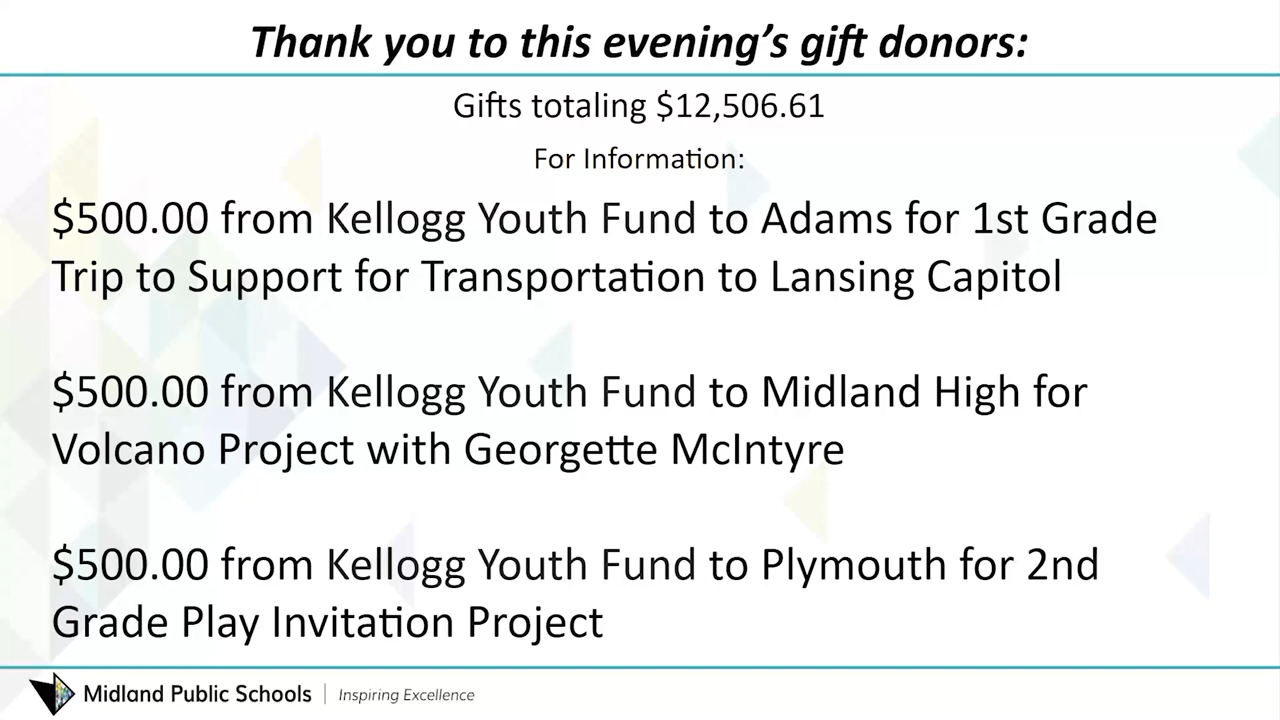 Thank you to this evening's gift donors:
Gifts totaling $12,506.61
For Information:
$500.00 from Kellogg Youth Fund to Adams for 1st Grade
Trip to Support for Transportation to Lansing Capitol
$500.00 from Kellogg Youth Fund to Midland High for
Volcano Project with Georgette McIntyre
$500.00 from Kellogg Youth Fund to Plymouth for 2nd
Grade Play Invitation Project
Midland Public Schools | Inspiring Excellence